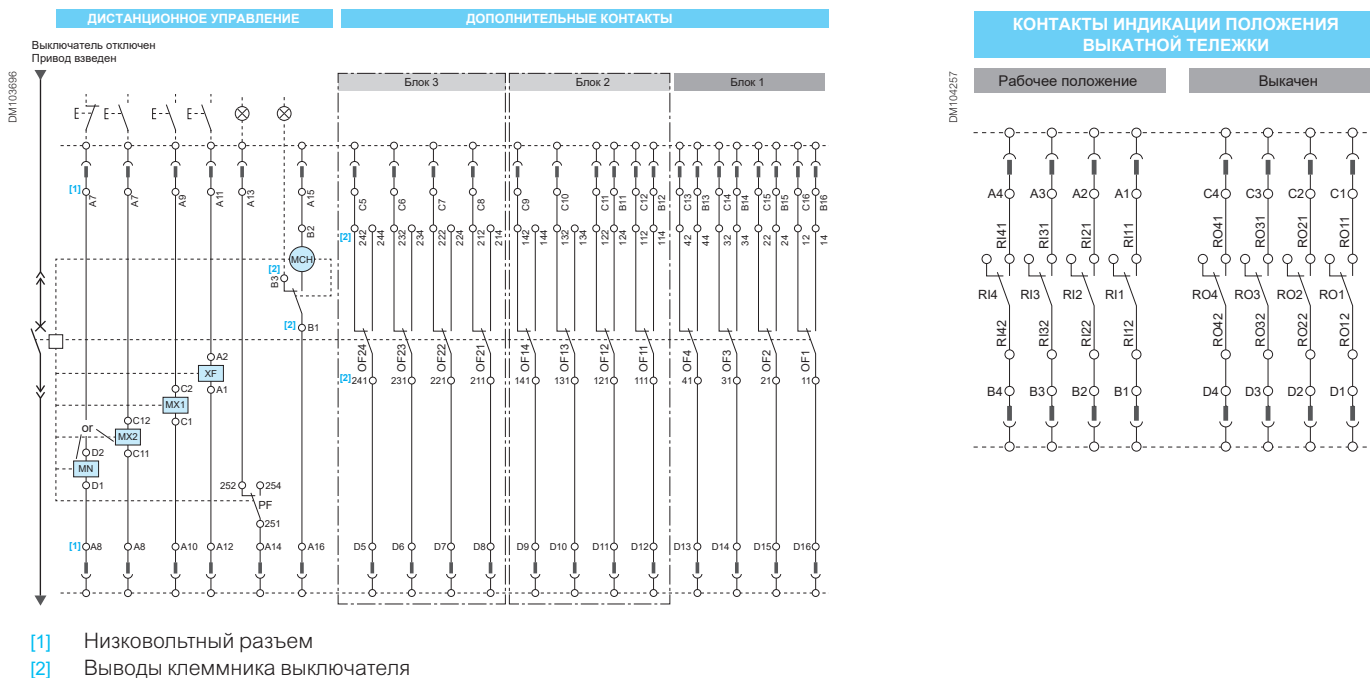 ДИСТАНЦИОННОЕ УПРАВЛЕНИЕ
ДОПОЛНИТЕЛЬНЫЕ КОНТАКТЫ
Выключатель отключен
Привод взведен
DM103696
Блок 3
Блок 2
Блок 1
E E E E
[1] A7 A7 A9 A11 A13 A15 C5 C6 C7 C8 C9 C10 C11 B11 C12 B12 C13 B13 C14 B14 C15 B15 C16 B16
B2
[2] 242 244 232 234 222 224 212 214 142 144 132 134 122 124 112 114 42 44 32 34 22 24 12 14
MCH
[2]
B3
[2] B1
OF24 OF23 OF22 OF21 OF14 OF13 OF12 OF11 OF4 OF3 OF2 OF1
A2
XF
A1
[2] 241 231 221 211 141 131 121 111 41 31 21 11
C2
MX1
C1
C12
or
MX2
C11
D2
MN
D1
252 254
PF
251
[1] A8 A8 A10 A12 A14 A16 D5 D6 D7 D8 D9 D10 D11 D12 D13 D14 D15 D16
[1] Низковольтный разъем
[2] Выводы клеммника выключателя
КОНТАКТЫ ИНДИКАЦИИ ПОЛОЖЕНИЯ
ВЫКАТНОЙ ТЕЛЕЖКИ
DM104257
Рабочее положение
Выкачен
A4 A3 A2 A1 C4 C3 C2 C1
RI41 RI31 RI21 RI11 RO41 RO31 RO21 RO11
RI4 RI3 RI2 RI1 RO4 RO3 RO2 RO1
RI42 RI32 RI22 RI12 RO42 RO32 RO22 RO12
B4 B3 B2 B1 D4 D3 D2 D1